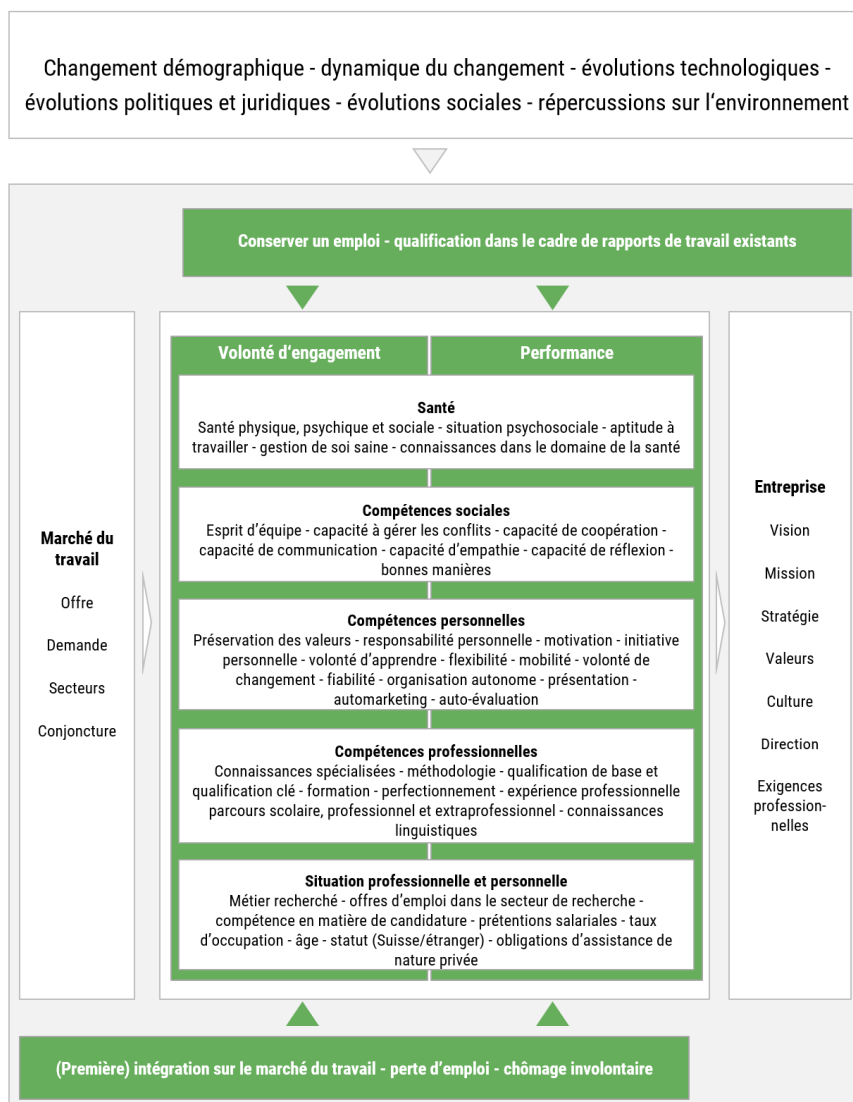 Changement démographique - dynamique du changement - évolutions technologiques -
évolutions politiques et juridiques - évolutions sociales - répercussions sur l‘environnement
Conserver un emploi - qualification dans le cadre de rapports de travail existants
Marché du
travail
Offre
Demande
Secteurs
Conjoncture
Volonté d‘engagement
Performance
Santé
Santé physique, psychique et sociale - situation psychosociale - aptitude à
travailler - gestion de soi saine - connaissances dans le domaine de la santé
Compétences sociales
Esprit d’équipe - capacité à gérer les conflits - capacité de coopération -
capacité de communication - capacité d’empathie - capacité de réflexion -
bonnes manières
Compétences personnelles
Préservation des valeurs - responsabilité personnelle - motivation - initiative
personnelle - volonté d’apprendre - flexibilité - mobilité - volonté de
changement - fiabilité - organisation autonome - présentation -
automarketing - auto-évaluation
Compétences professionnelles
Connaissances spécialisées - méthodologie - qualification de base et
qualification clé - formation - perfectionnement - expérience professionnelle
parcours scolaire, professionnel et extraprofessionnel - connaissances
linguistiques
Situation professionnelle et personnelle
Métier recherché - offres d’emploi dans le secteur de recherche -
compétence en matière de candidature - prétentions salariales - taux
d’occupation - âge - statut (Suisse/étranger) - obligations d’assistance de
nature privée
Entreprise
Vision
Mission
Stratégie
Valeurs
Culture
Direction
Exigences
profession-
nelles
(Première) intégration sur le marché du travail - perte d’emploi - chômage involontaire